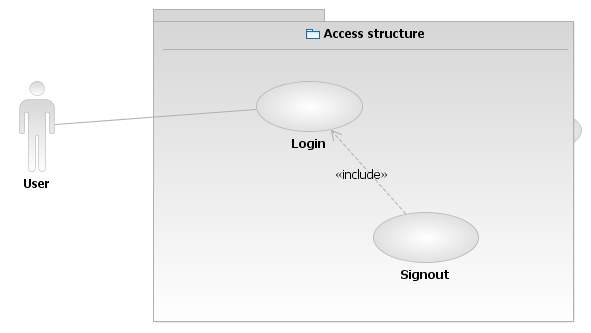 Access structure
Login
User
«include»
Signout